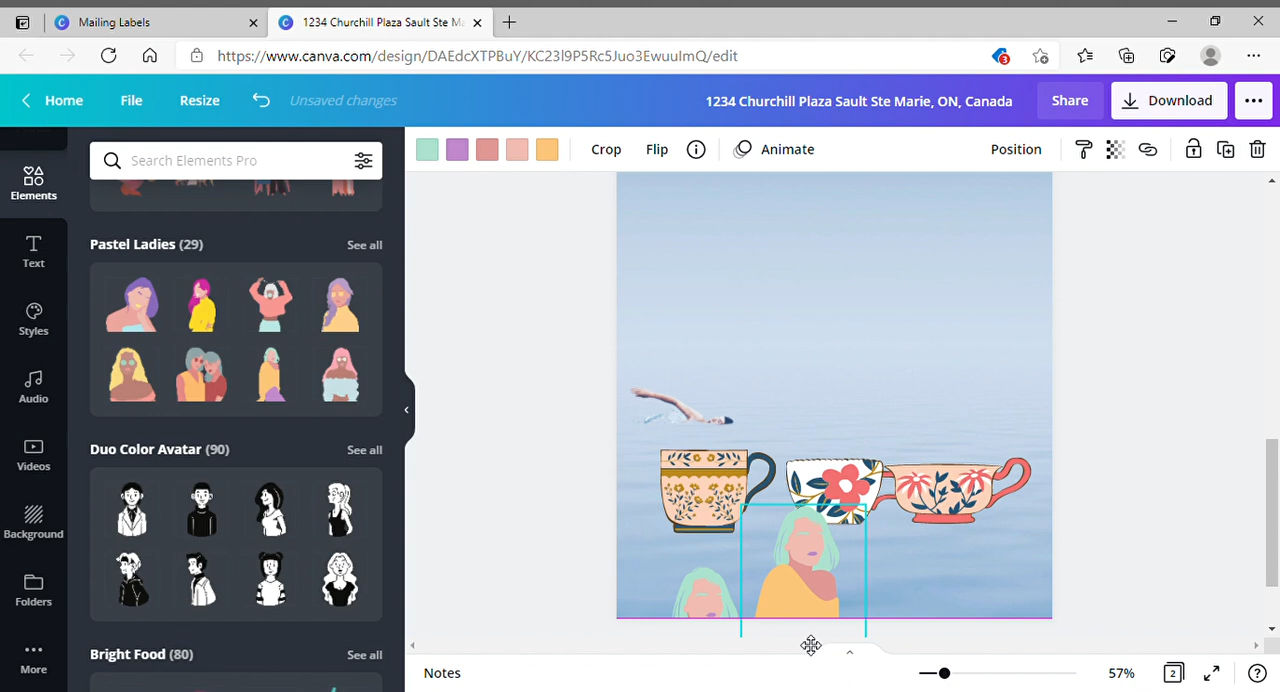 Mailing Labels
1234 Churchill Plaza Sault Ste Ma
https://www.canva.com/design/DAEdcXTPBuY/KC23l9P5Rc5Juo3EwuuImQ/edit
3
Home
File
Resize
Unsaved changes
1234 Churchill Plaza Sault Ste Marie, ON, Canada
Share
Download
Search Elements Pro
Crop
Flip
Animate
Position
Elements
Text
Styles
Audio
Videos
Background
Folders
More
Pastel Ladies (29)
See all
Duo Color Avatar (90)
See all
Bright Food (80)
See all
Notes
57%
2